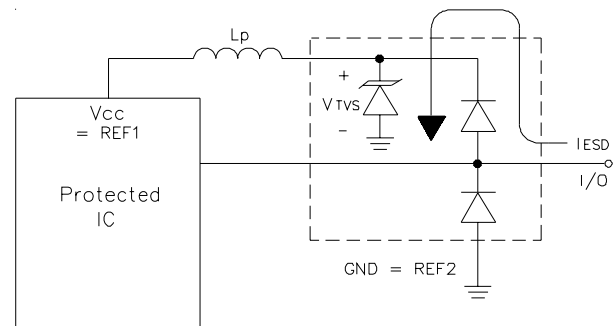 Lp
Vcc
= REF1
+
VTVS
-
IESD
I/O
Protected
IC
GND = REF2